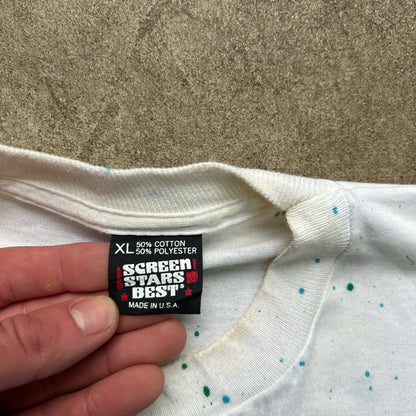 XL 50% COTTON
50% POLYESTER
SCREEN
STARS
BEST
MADE IN U.S.A.